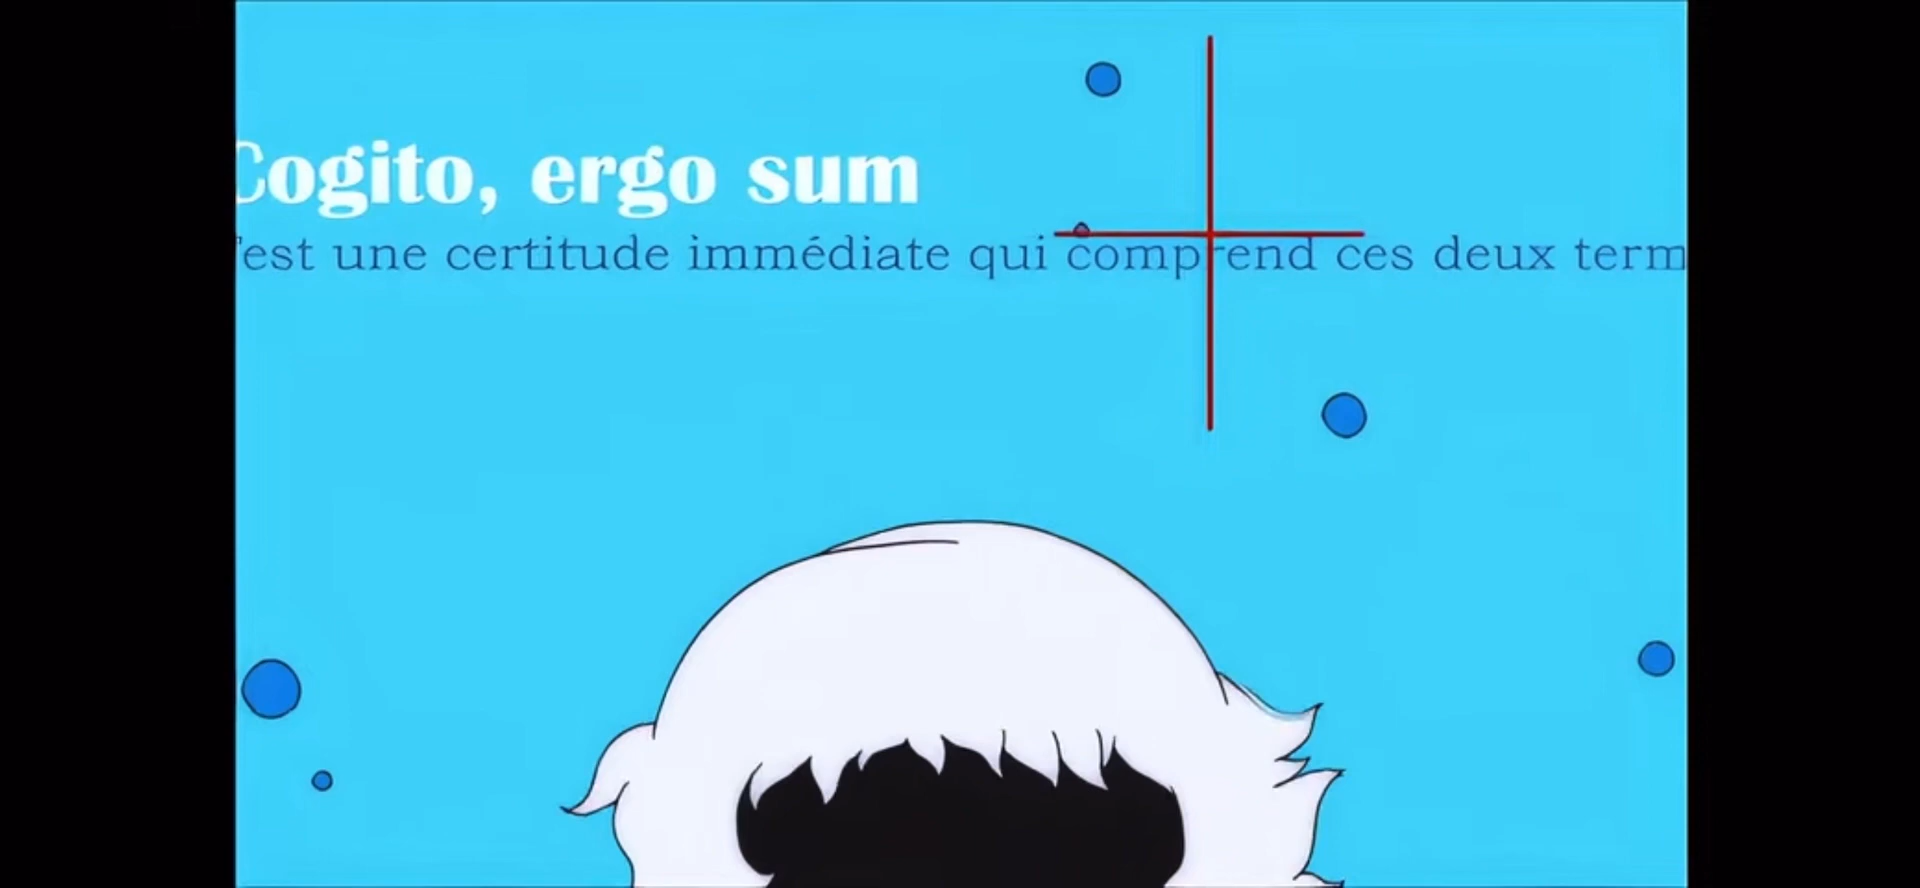 Cogito, ergo sum
'est une certitude immédiate qui comprend ces deux term